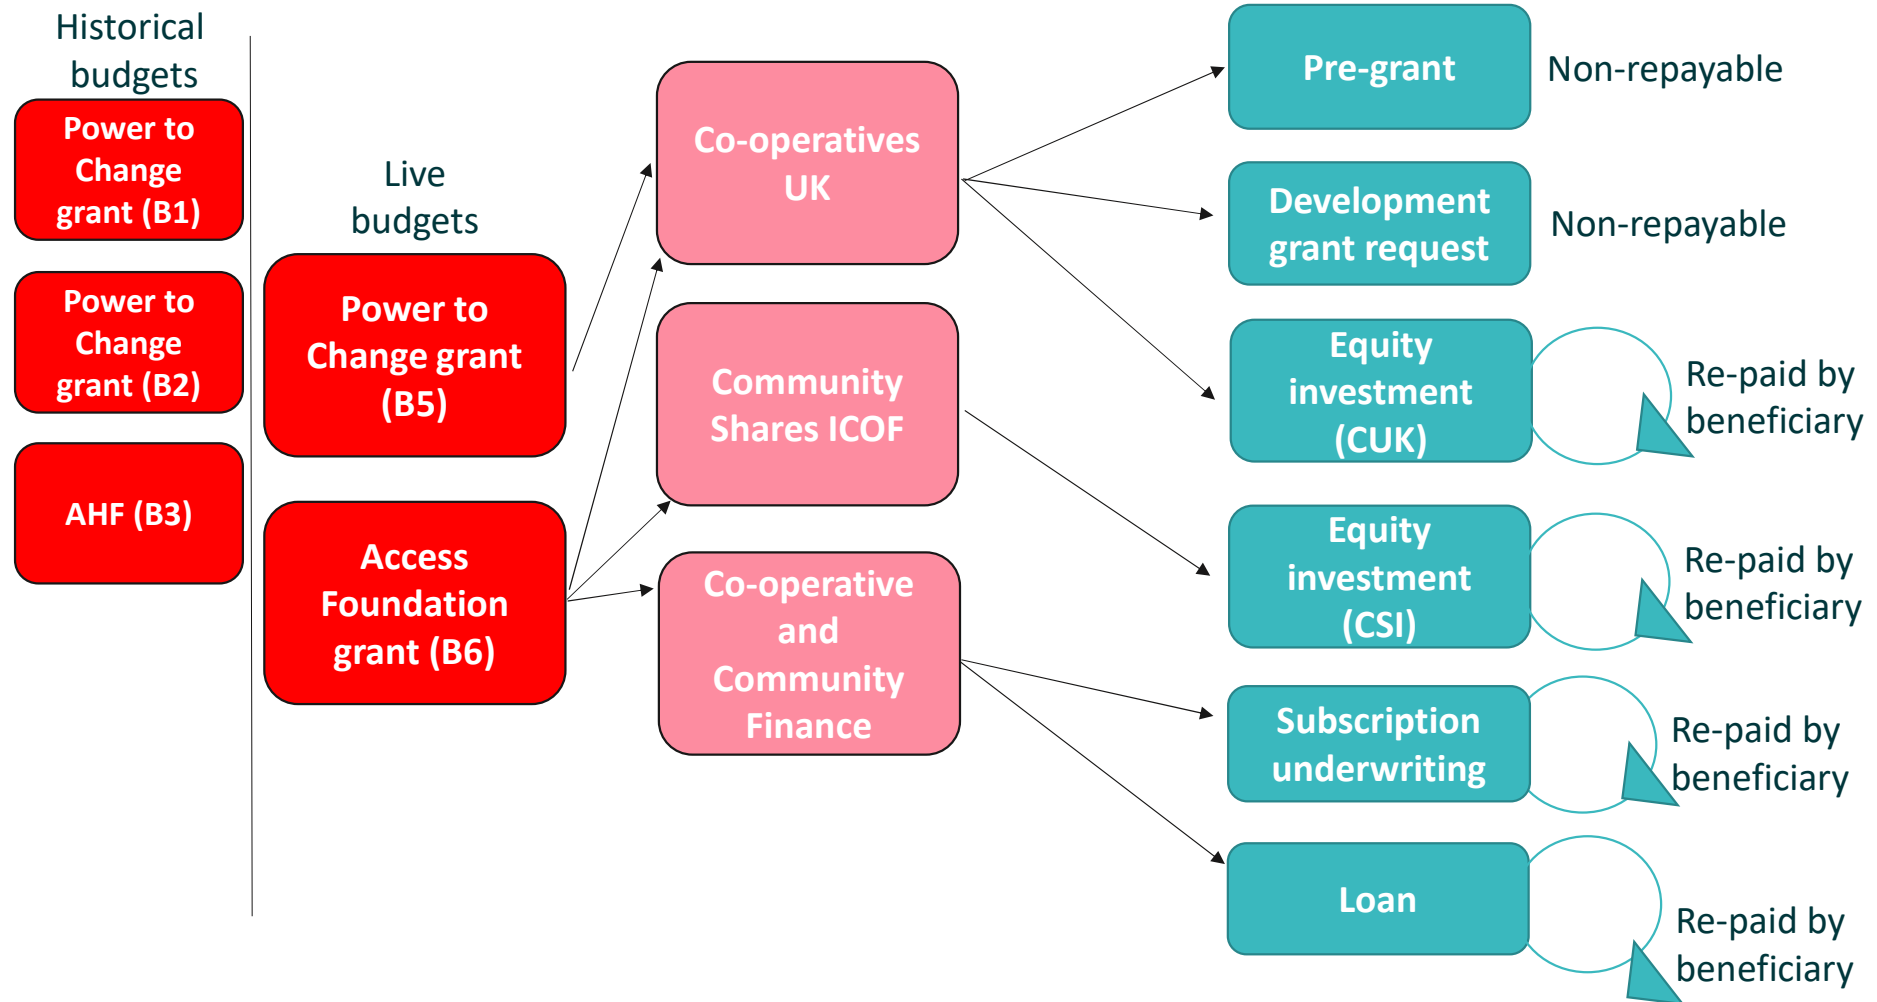 Historical
budgets
Power to
Change
grant (B1)
Power to
Change
grant (B2)
AHF (B3)
Live
budgets
Power to
Change grant
(B5)
Access
Foundation
grant (B6)
Co-operatives
UK
Community
Shares ICOF
Co-operative
and
Community
Finance
Pre-grant
Non-repayable
Development
grant request
Non-repayable
Equity
investment
(CUK)
Re-paid by
beneficiary
Equity
investment
(CSI)
Re-paid by
beneficiary
Subscription
underwriting
Re-paid by
beneficiary
Loan
Re-paid by
beneficiary